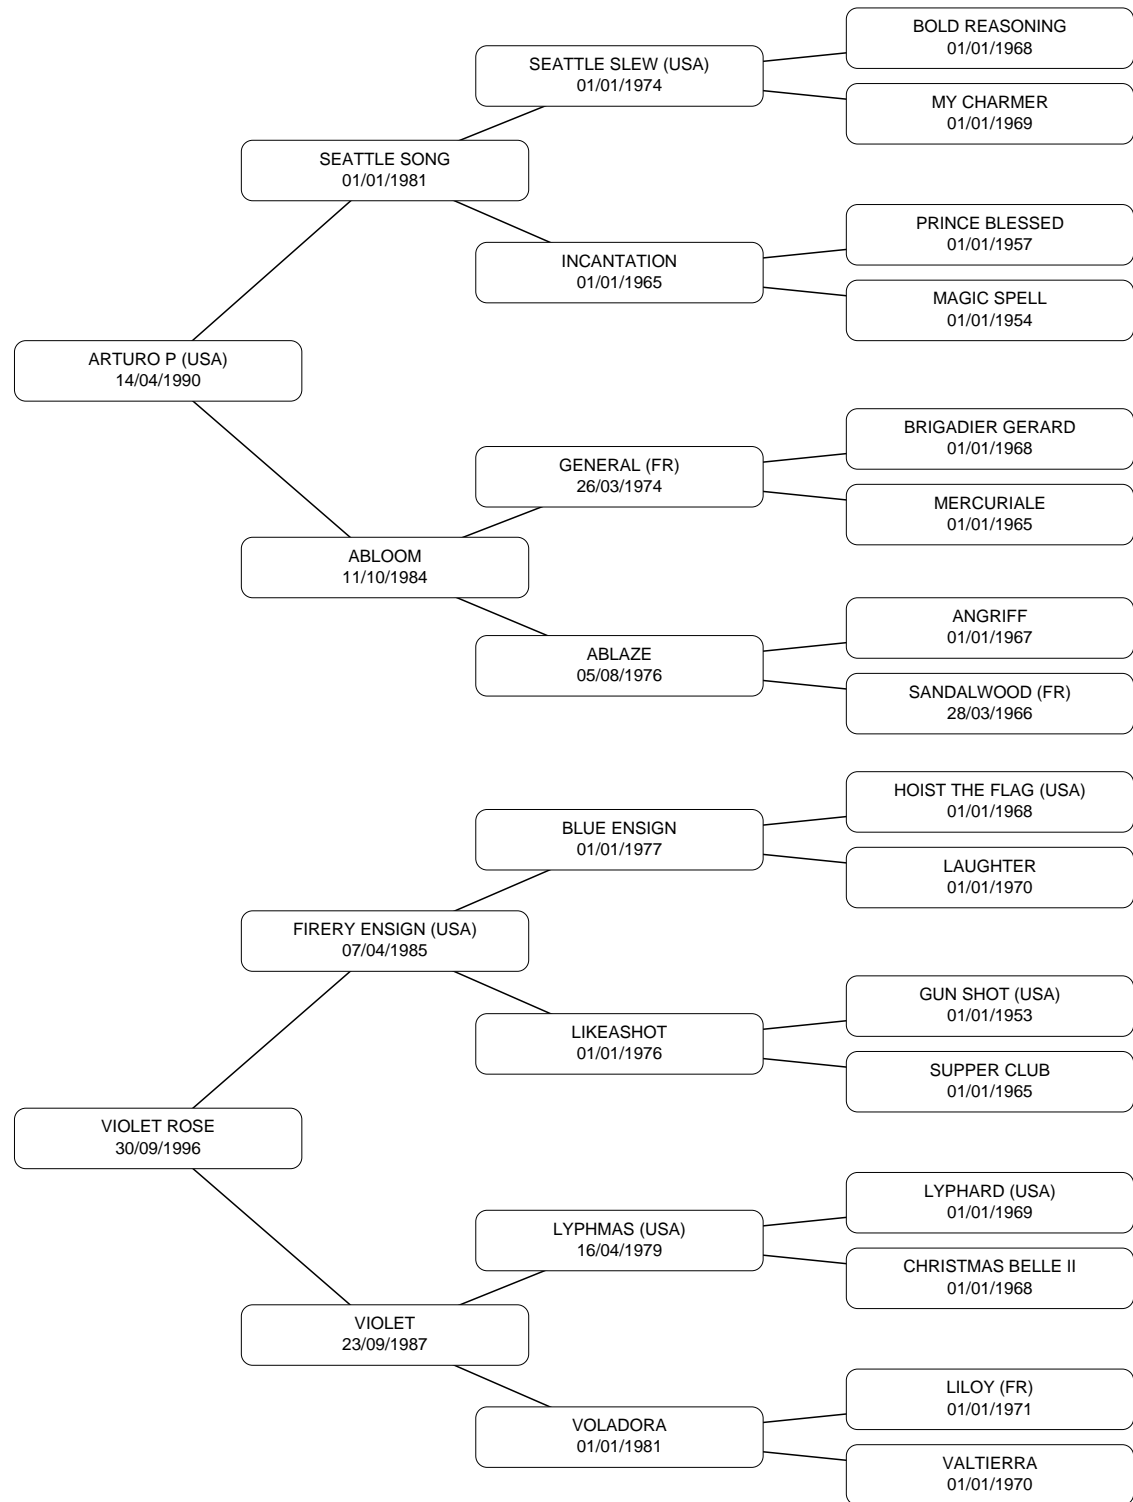 BOLD REASONING
01/01/1968
SEATTLE SLEW (USA)
01/01/1974
MY CHARMER
01/01/1969
SEATTLE SONG
01/01/1981
PRINCE BLESSED
01/01/1957
INCANTATION
01/01/1965
MAGIC SPELL
01/01/1954
ARTURO P (USA)
14/04/1990
BRIGADIER GERARD
01/01/1968
GENERAL (FR)
26/03/1974
MERCURIALE
01/01/1965
ABLOOM
11/10/1984
ANGRIFF
01/01/1967
ABLAZE
05/08/1976
SANDALWOOD (FR)
28/03/1966
HOIST THE FLAG (USA)
01/01/1968
BLUE ENSIGN
01/01/1977
LAUGHTER
01/01/1970
FIRERY ENSIGN (USA)
07/04/1985
GUN SHOT (USA)
01/01/1953
LIKEASHOT
01/01/1976
SUPPER CLUB
01/01/1965
VIOLET ROSE
30/09/1996
LYPHARD (USA)
01/01/1969
LYPHMAS (USA)
16/04/1979
CHRISTMAS BELLE II
01/01/1968
VIOLET
23/09/1987
LILOY (FR)
01/01/1971
VOLADORA
01/01/1981
VALTIERRA
01/01/1970